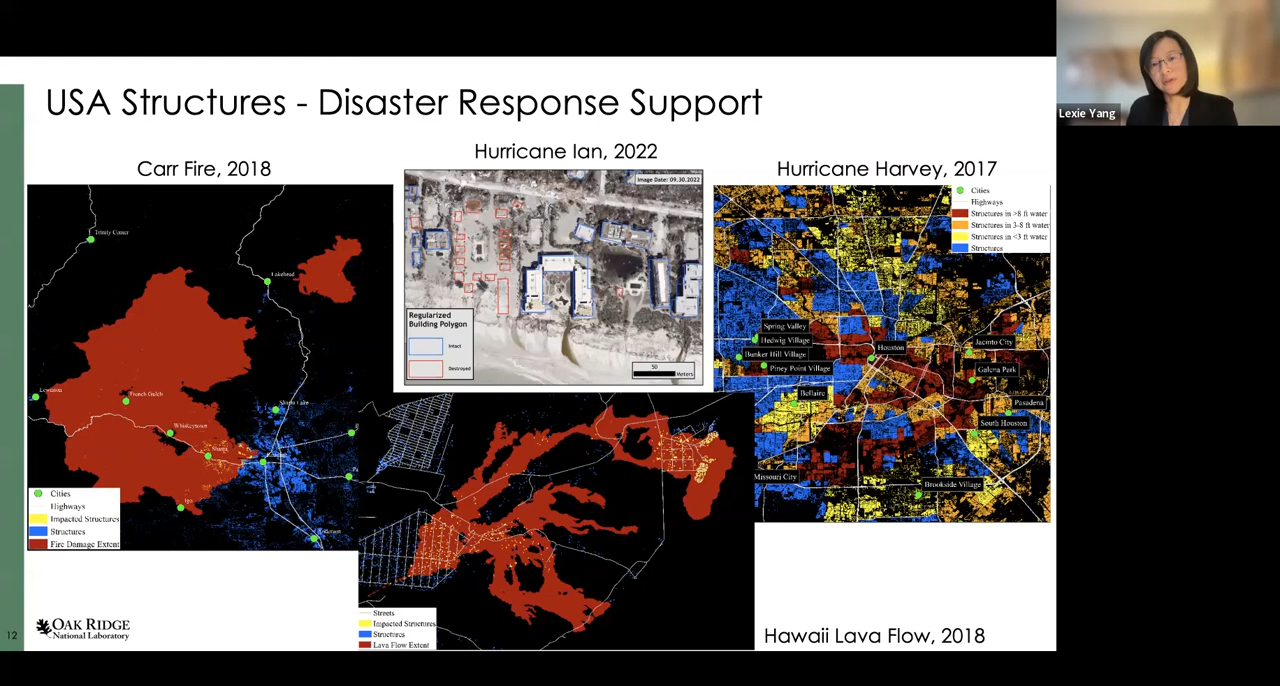 USA Structures - Disaster Response Support
Lexie Yang
Carr Fire, 2018
Hurricane Ian, 2022
Hurricane Harvey, 2017
Trinity Center
Lakehead
Lewiston
French Gulch
Shasta Lake
Whiskeytown
Shasta
Igo
Cities
Highways
Impacted Structures
Structures
Fire Damage Extent
Image Date: 09.30.2022
Regularized
Building Polygon
Intact
Destroyed
50
Meters
Cities
Highways
Structures in >8 ft water
Structures in 3-8 ft water
Structures in <3 ft water
Structures
Spring Valley
Hedwig Village
Bunker Hill Village
Piney Point Village
Houston
Jacinto City
Galena Park
Bellaire
Pasadena
South Houston
Missouri City
Brookside Village
Streets
Impacted Structures
Structures
Lava Flow Extent
Hawaii Lava Flow, 2018
12
OAK RIDGE
National Laboratory